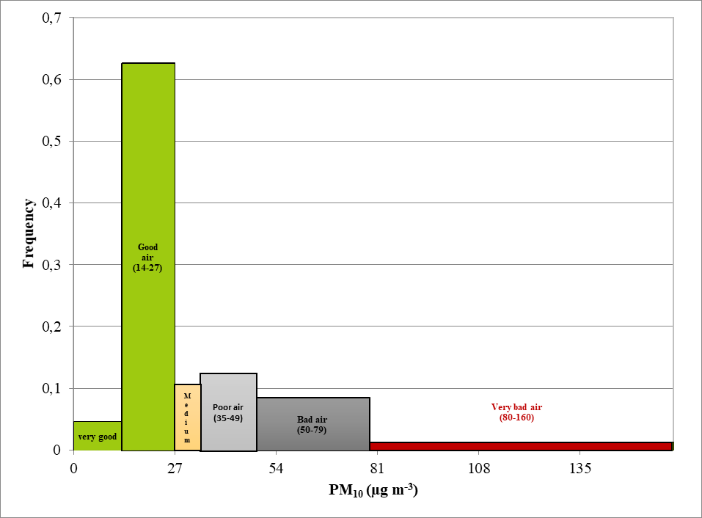 0,7
0,6
0,5
0,4
0,3
0,2
0,1
0
Frequency
very good
Good
air
(14-27)
Medium
Poor air
(35-49)
Bad air
(50-79)
Very bad air
(80-160)
0 27 54 81 108 135
PM₁₀ (µg m⁻³)